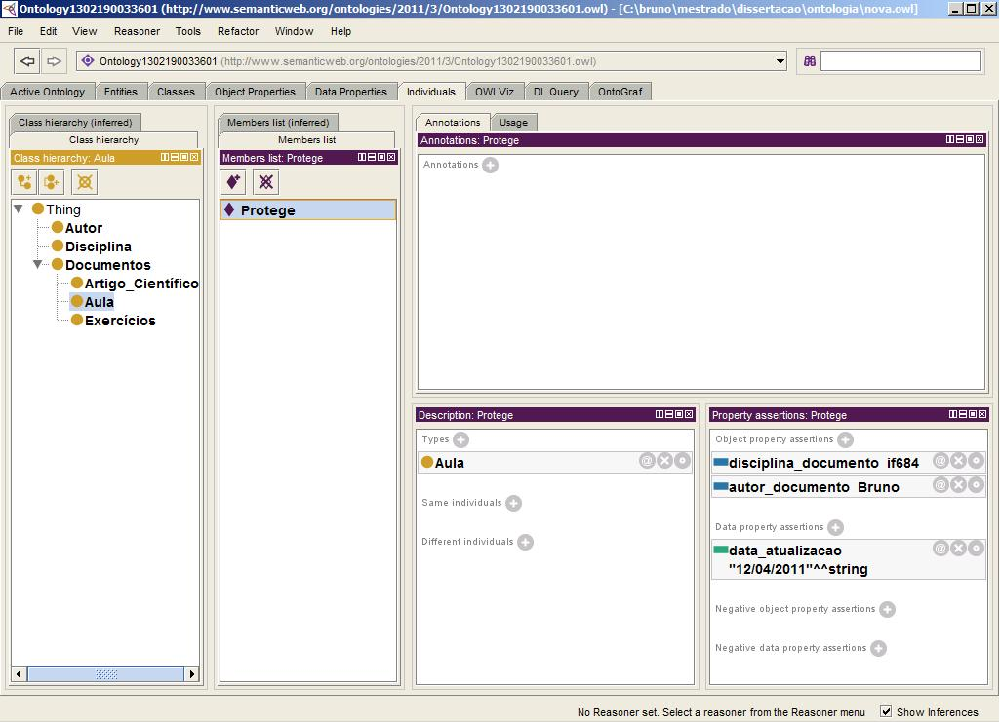 Ontology1302190033601 (http://www.semanticweb.org/ontologies/2011/3/Ontology1302190033601.owl) - [C:\bruno\mestrado\dissertacao\ontologia\nova.owl]
File Edit View Reasoner Tools Refactor Window Help
Ontology1302190033601 (http://www.semanticweb.org/ontologies/2011/3/Ontology1302190033601.owl)
Active Ontology Entities Classes Object Properties Data Properties Individuals OWLViz DL Query OntoGraf
Class hierarchy (inferred)
Class hierarchy
Class hierarchy: Aula
Thing
Autor
Disciplina
Documentos
Artigo_Científico
Aula
Exercícios
Members list (inferred)
Members list
Members list: Protege
Protege
Annotations Usage
Annotations: Protege
Annotations
Description: Protege
Types
Aula
Same individuals
Different individuals
Property assertions: Protege
Object property assertions
disciplina_documento if684
autor_documento Bruno
Data property assertions
data_atualizacao
"12/04/2011"^^string
Negative object property assertions
Negative data property assertions
No Reasoner set. Select a reasoner from the Reasoner menu Show Inferences